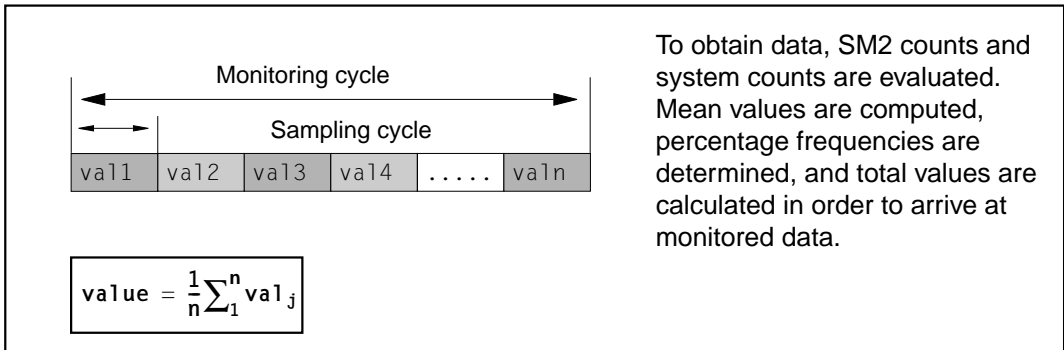 Monitoring cycle
Sampling cycle
val1 val2 val3 val4 ..... valn
value = 1/n ∑ⁿ₁ valⱼ
To obtain data, SM2 counts and
system counts are evaluated.
Mean values are computed,
percentage frequencies are
determined, and total values are
calculated in order to arrive at
monitored data.